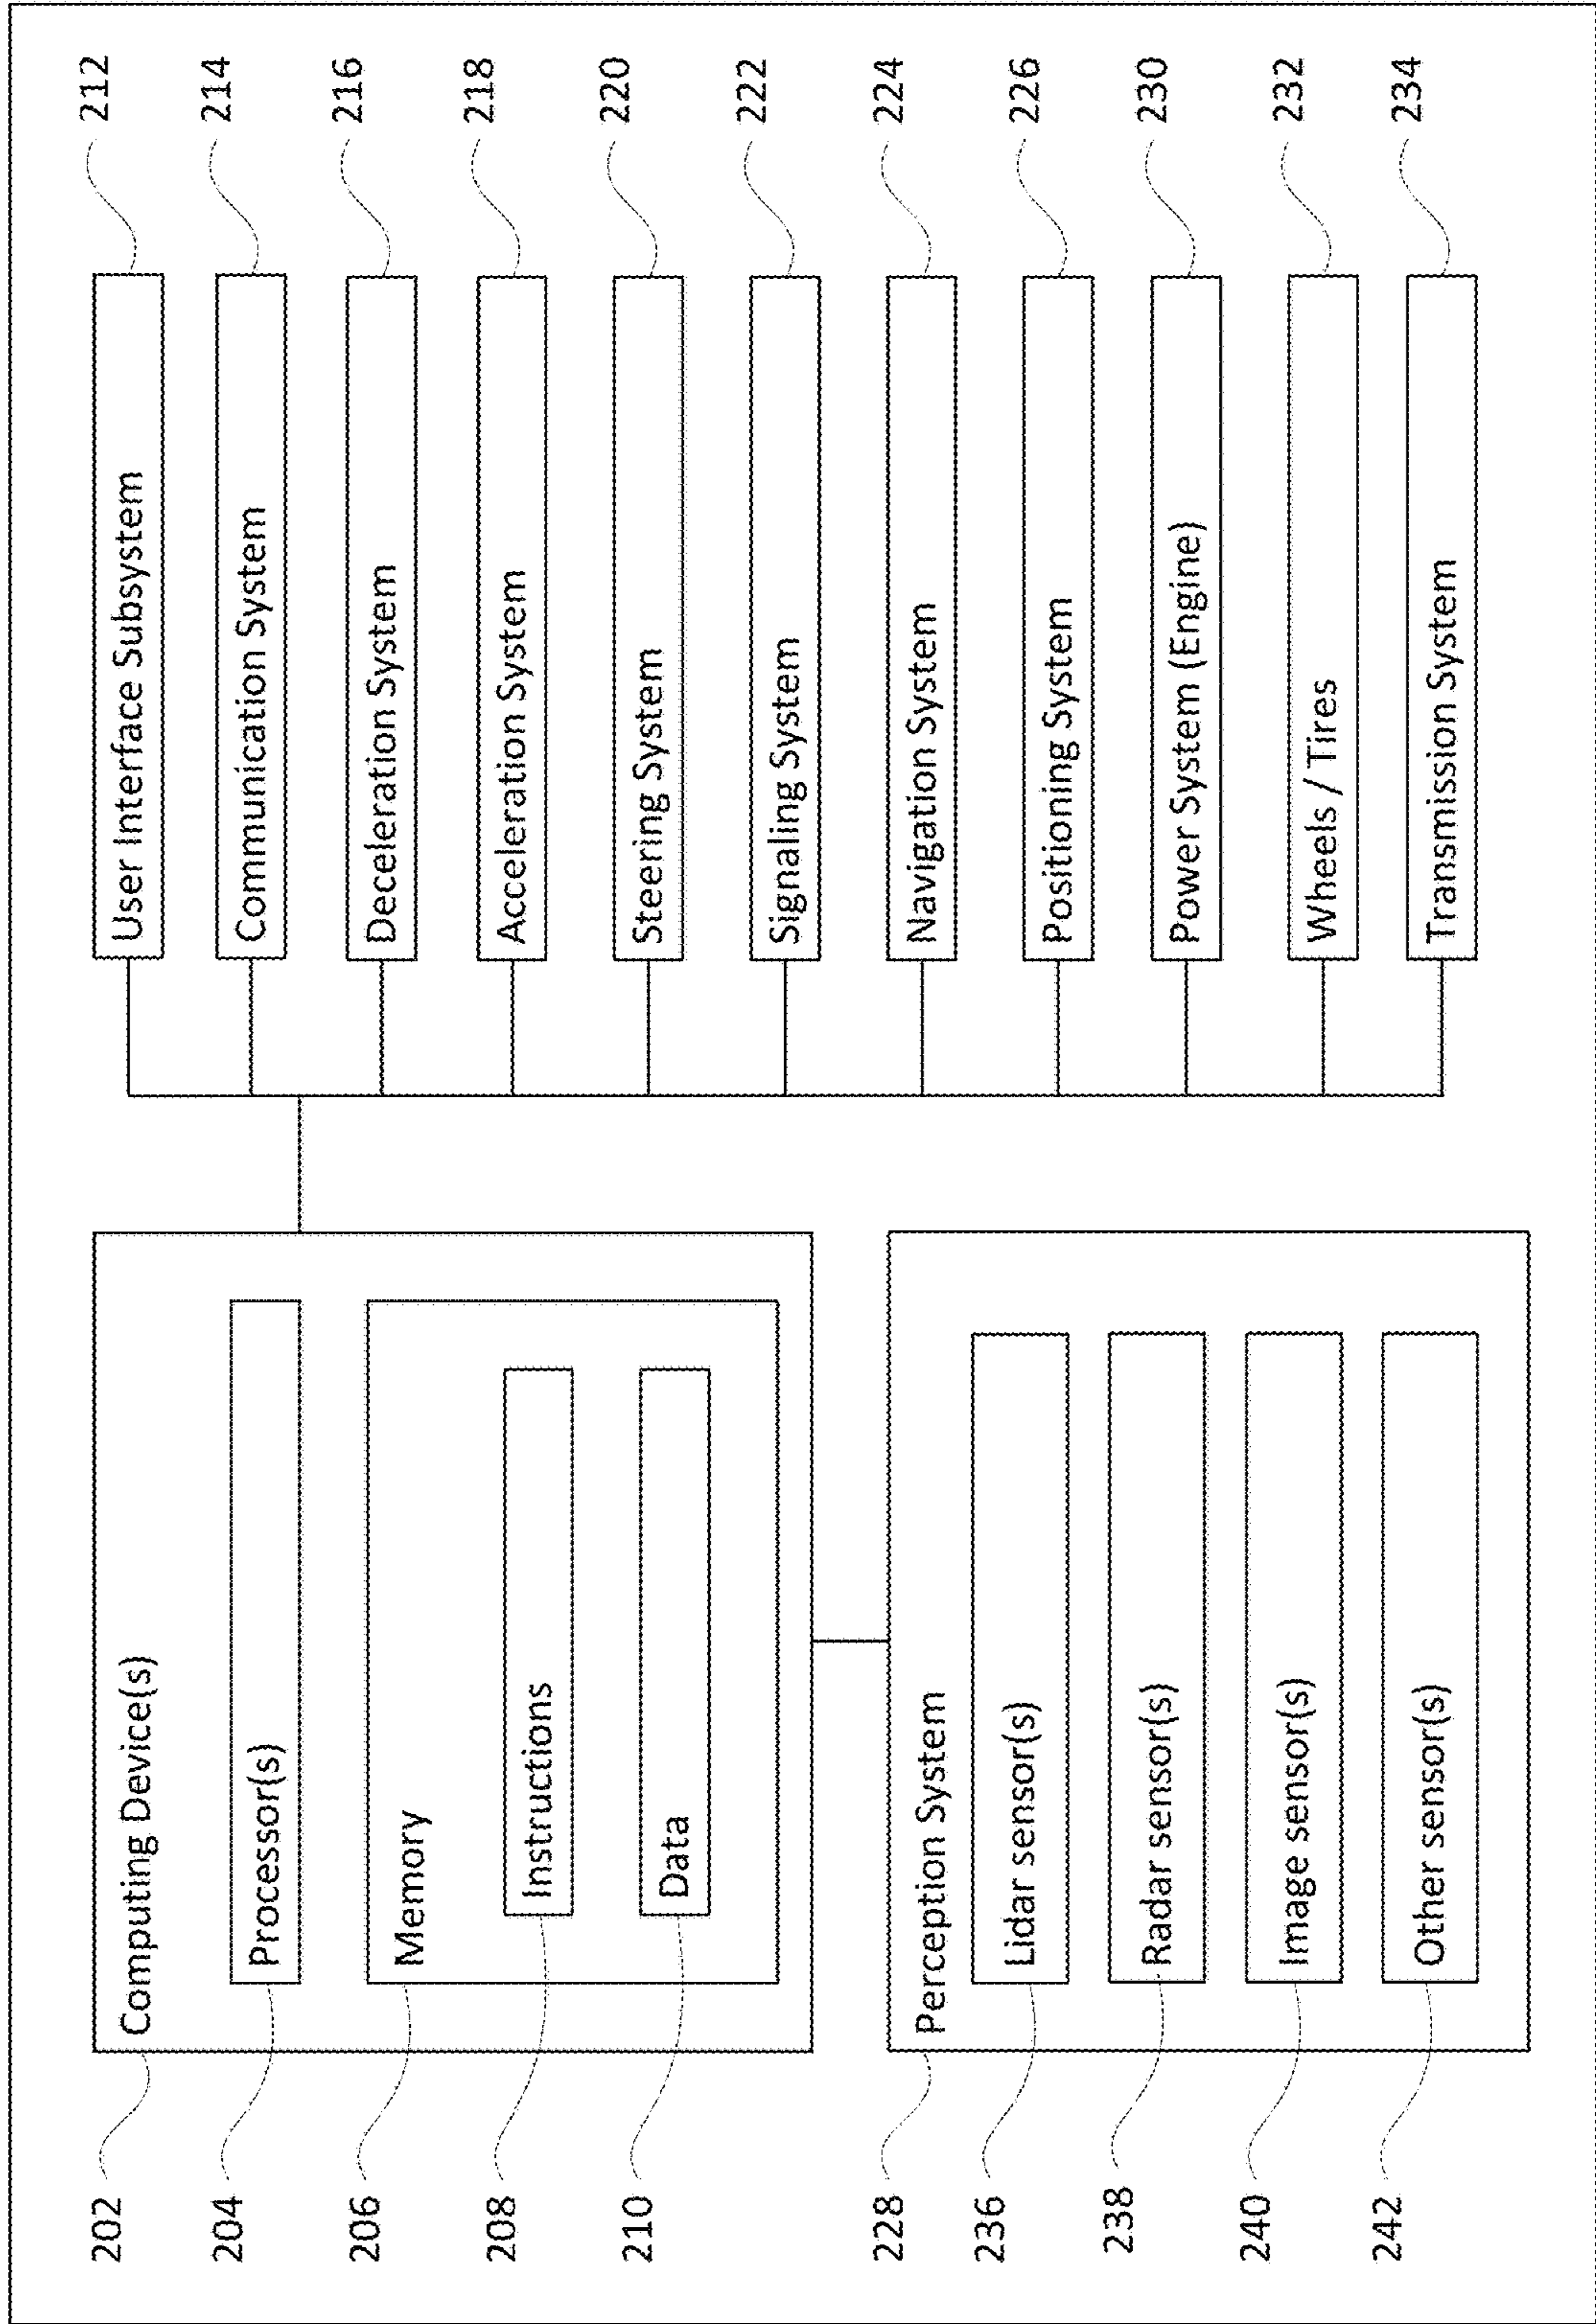 202
Computing Device(s)
204
Processor(s)
206
Memory
208
Instructions
210
Data
228
Perception System
236
Lidar sensor(s)
238
Radar sensor(s)
240
Image sensor(s)
242
Other sensor(s)
User Interface Subsystem
212
Communication System
214
Deceleration System
216
Acceleration System
218
Steering System
220
Signaling System
222
Navigation System
224
Positioning System
226
Power System (Engine)
230
Wheels / Tires
232
Transmission System
234